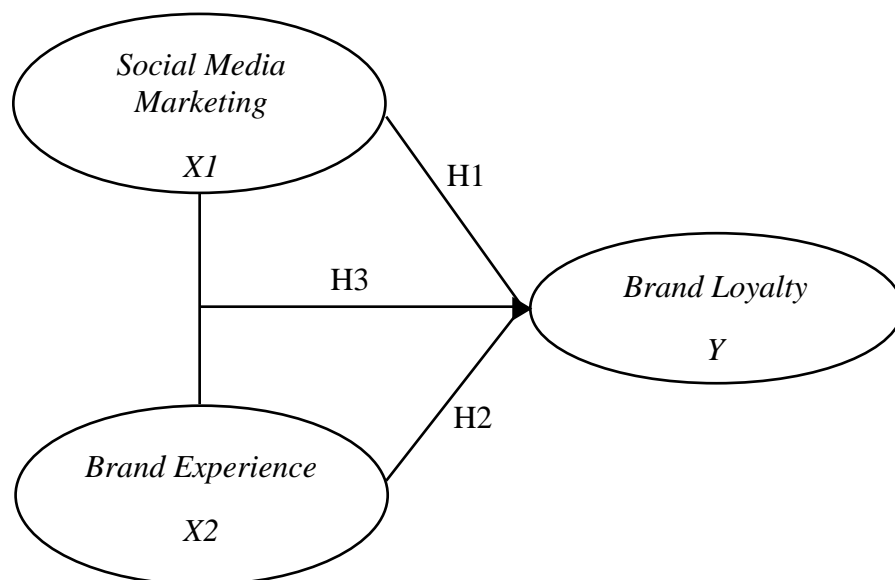 Social Media
Marketing
X1
H1
H3
Brand Loyalty
Y
H2
Brand Experience
X2